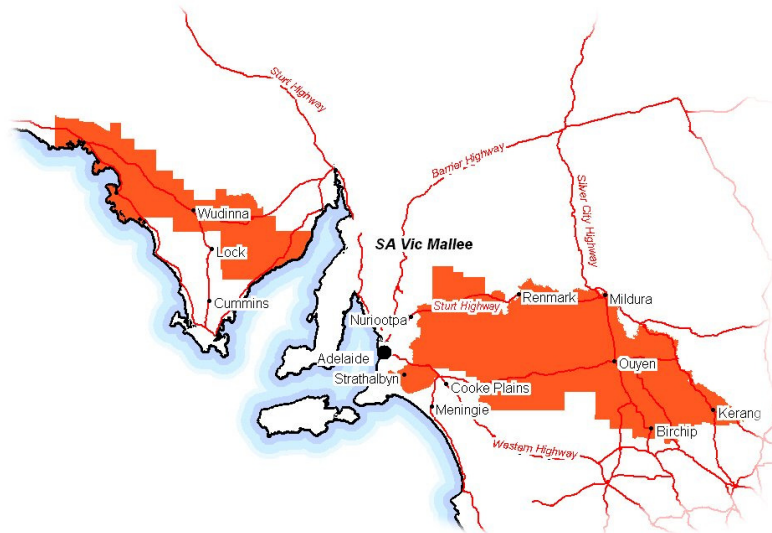 Sturt Highway
Barrier Highway
Silver City Highway
Wudinna
SA Vic Mallee
Lock
Renmark
Mildura
Cummins
Sturt Highway
Nuriootpa
Adelaide
Ouyen
Strathalbyn
Cooke Plains
Meningie
Kerang
Birchip
Western Highway